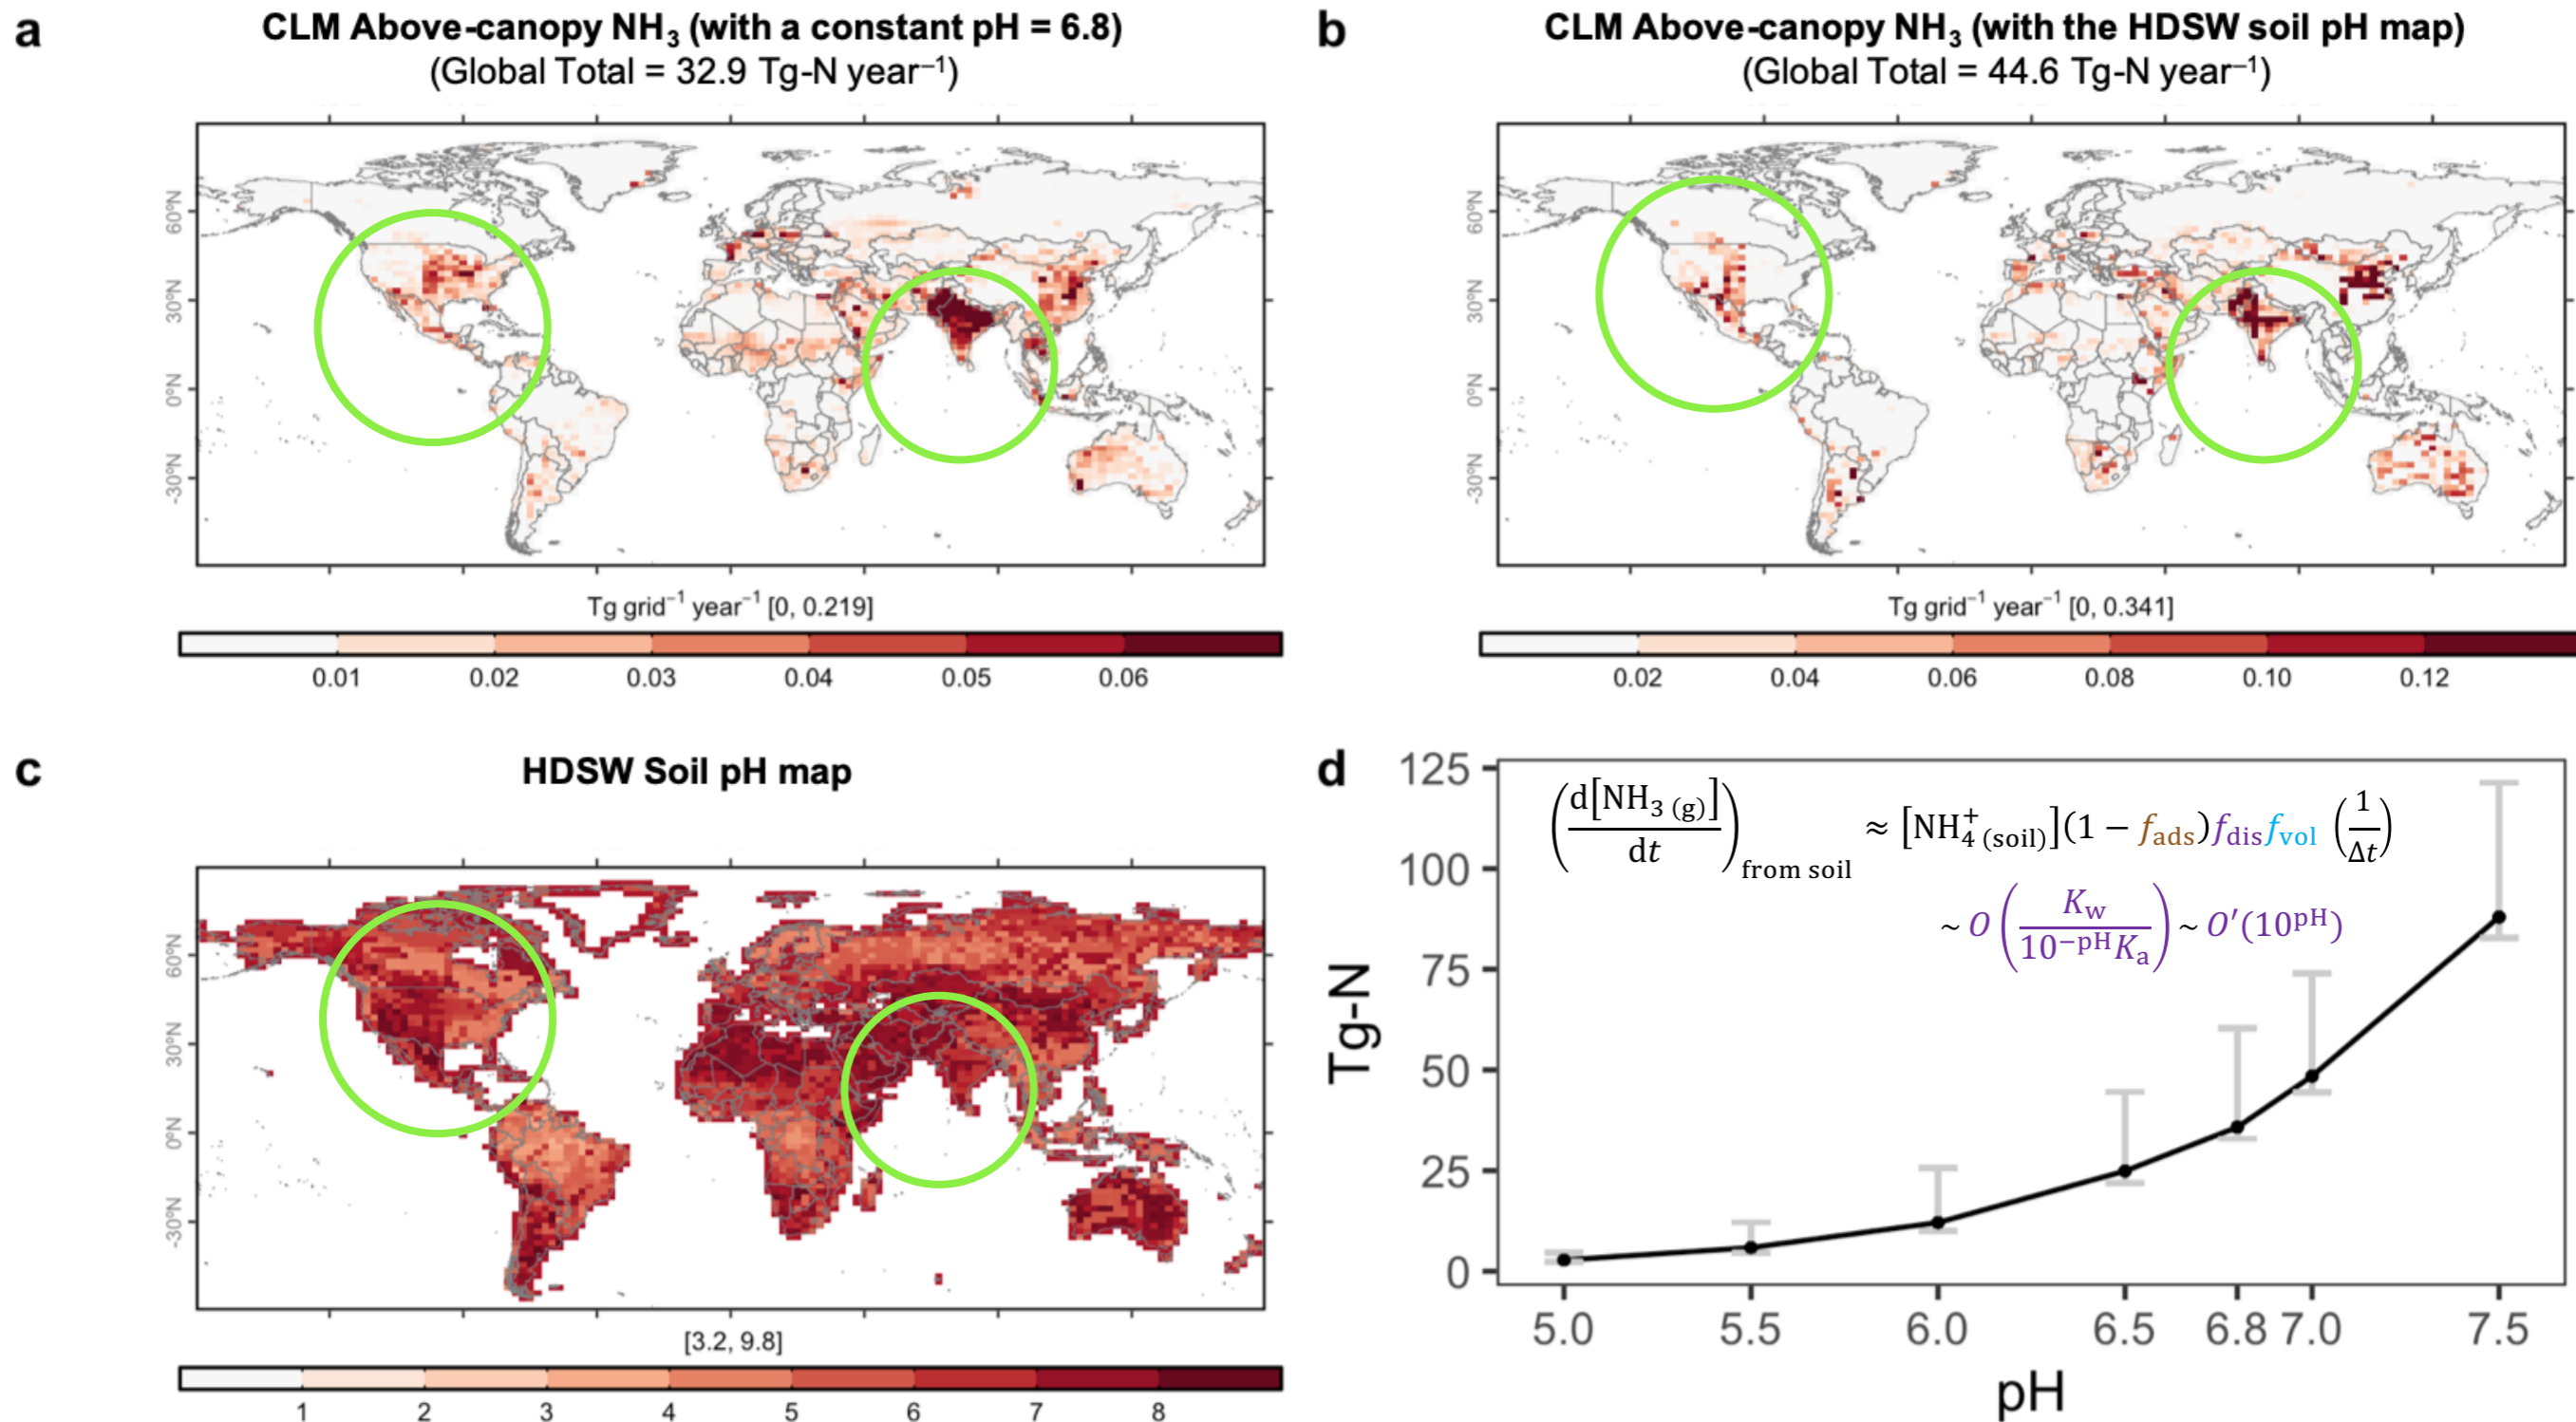 a
CLM Above-canopy NH₃ (with a constant pH = 6.8)
(Global Total = 32.9 Tg-N year⁻¹)
60°N
30°N
0°N
-30°N
Tg grid⁻¹ year⁻¹ [0, 0.219]
0.01 0.02 0.03 0.04 0.05 0.06
b
CLM Above-canopy NH₃ (with the HDSW soil pH map)
(Global Total = 44.6 Tg-N year⁻¹)
60°N
30°N
0°N
-30°N
Tg grid⁻¹ year⁻¹ [0, 0.341]
0.02 0.04 0.06 0.08 0.10 0.12
c
HDSW Soil pH map
60°N
30°N
0°N
-30°N
[3.2, 9.8]
1 2 3 4 5 6 7 8
d
(d[NH₃ (g)]/dt)from soil ≈ [NH₄⁺ (soil)](1 − fads)fdisfvol (1/Δt)
~ O (Kw/10⁻ᵖᴴKa) ~ O′(10ᵖᴴ)
Tg-N
125
100
75
50
25
0
5.0 5.5 6.0 6.5 6.8 7.0 7.5
pH